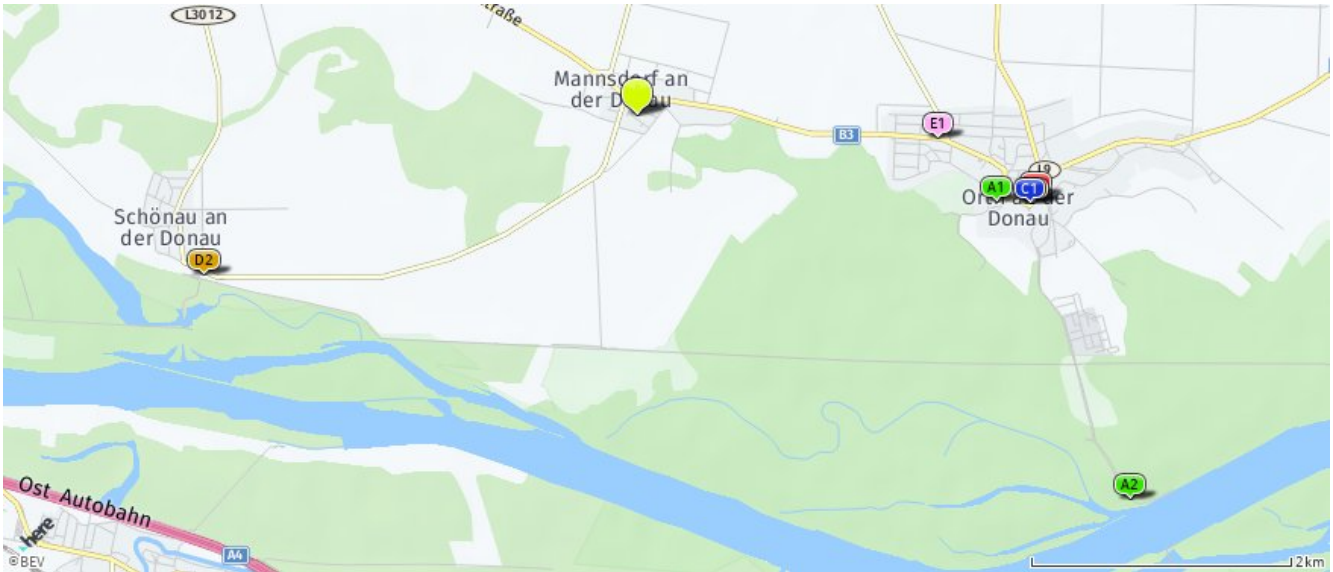 L3012
straße
Mannsdorf an
der Donau
B3
E1
L9
A1
C1
Orth an der
Donau
Schönau an
der Donau
D2
A2
Ost Autobahn
A4
here
©BEV
2km